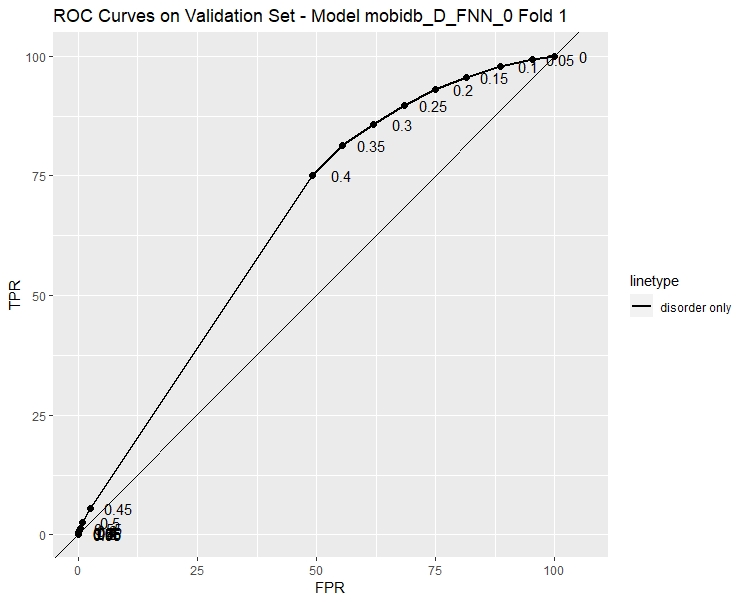 ROC Curves on Validation Set - Model mobidb_D_FNN_0 Fold 1
100
75
50
25
0
TPR
0.05 0
0.1
0.15
0.2
0.25
0.3
0.35
0.4
0.45
0.5
linetype
disorder only
0 25 50 75 100
FPR